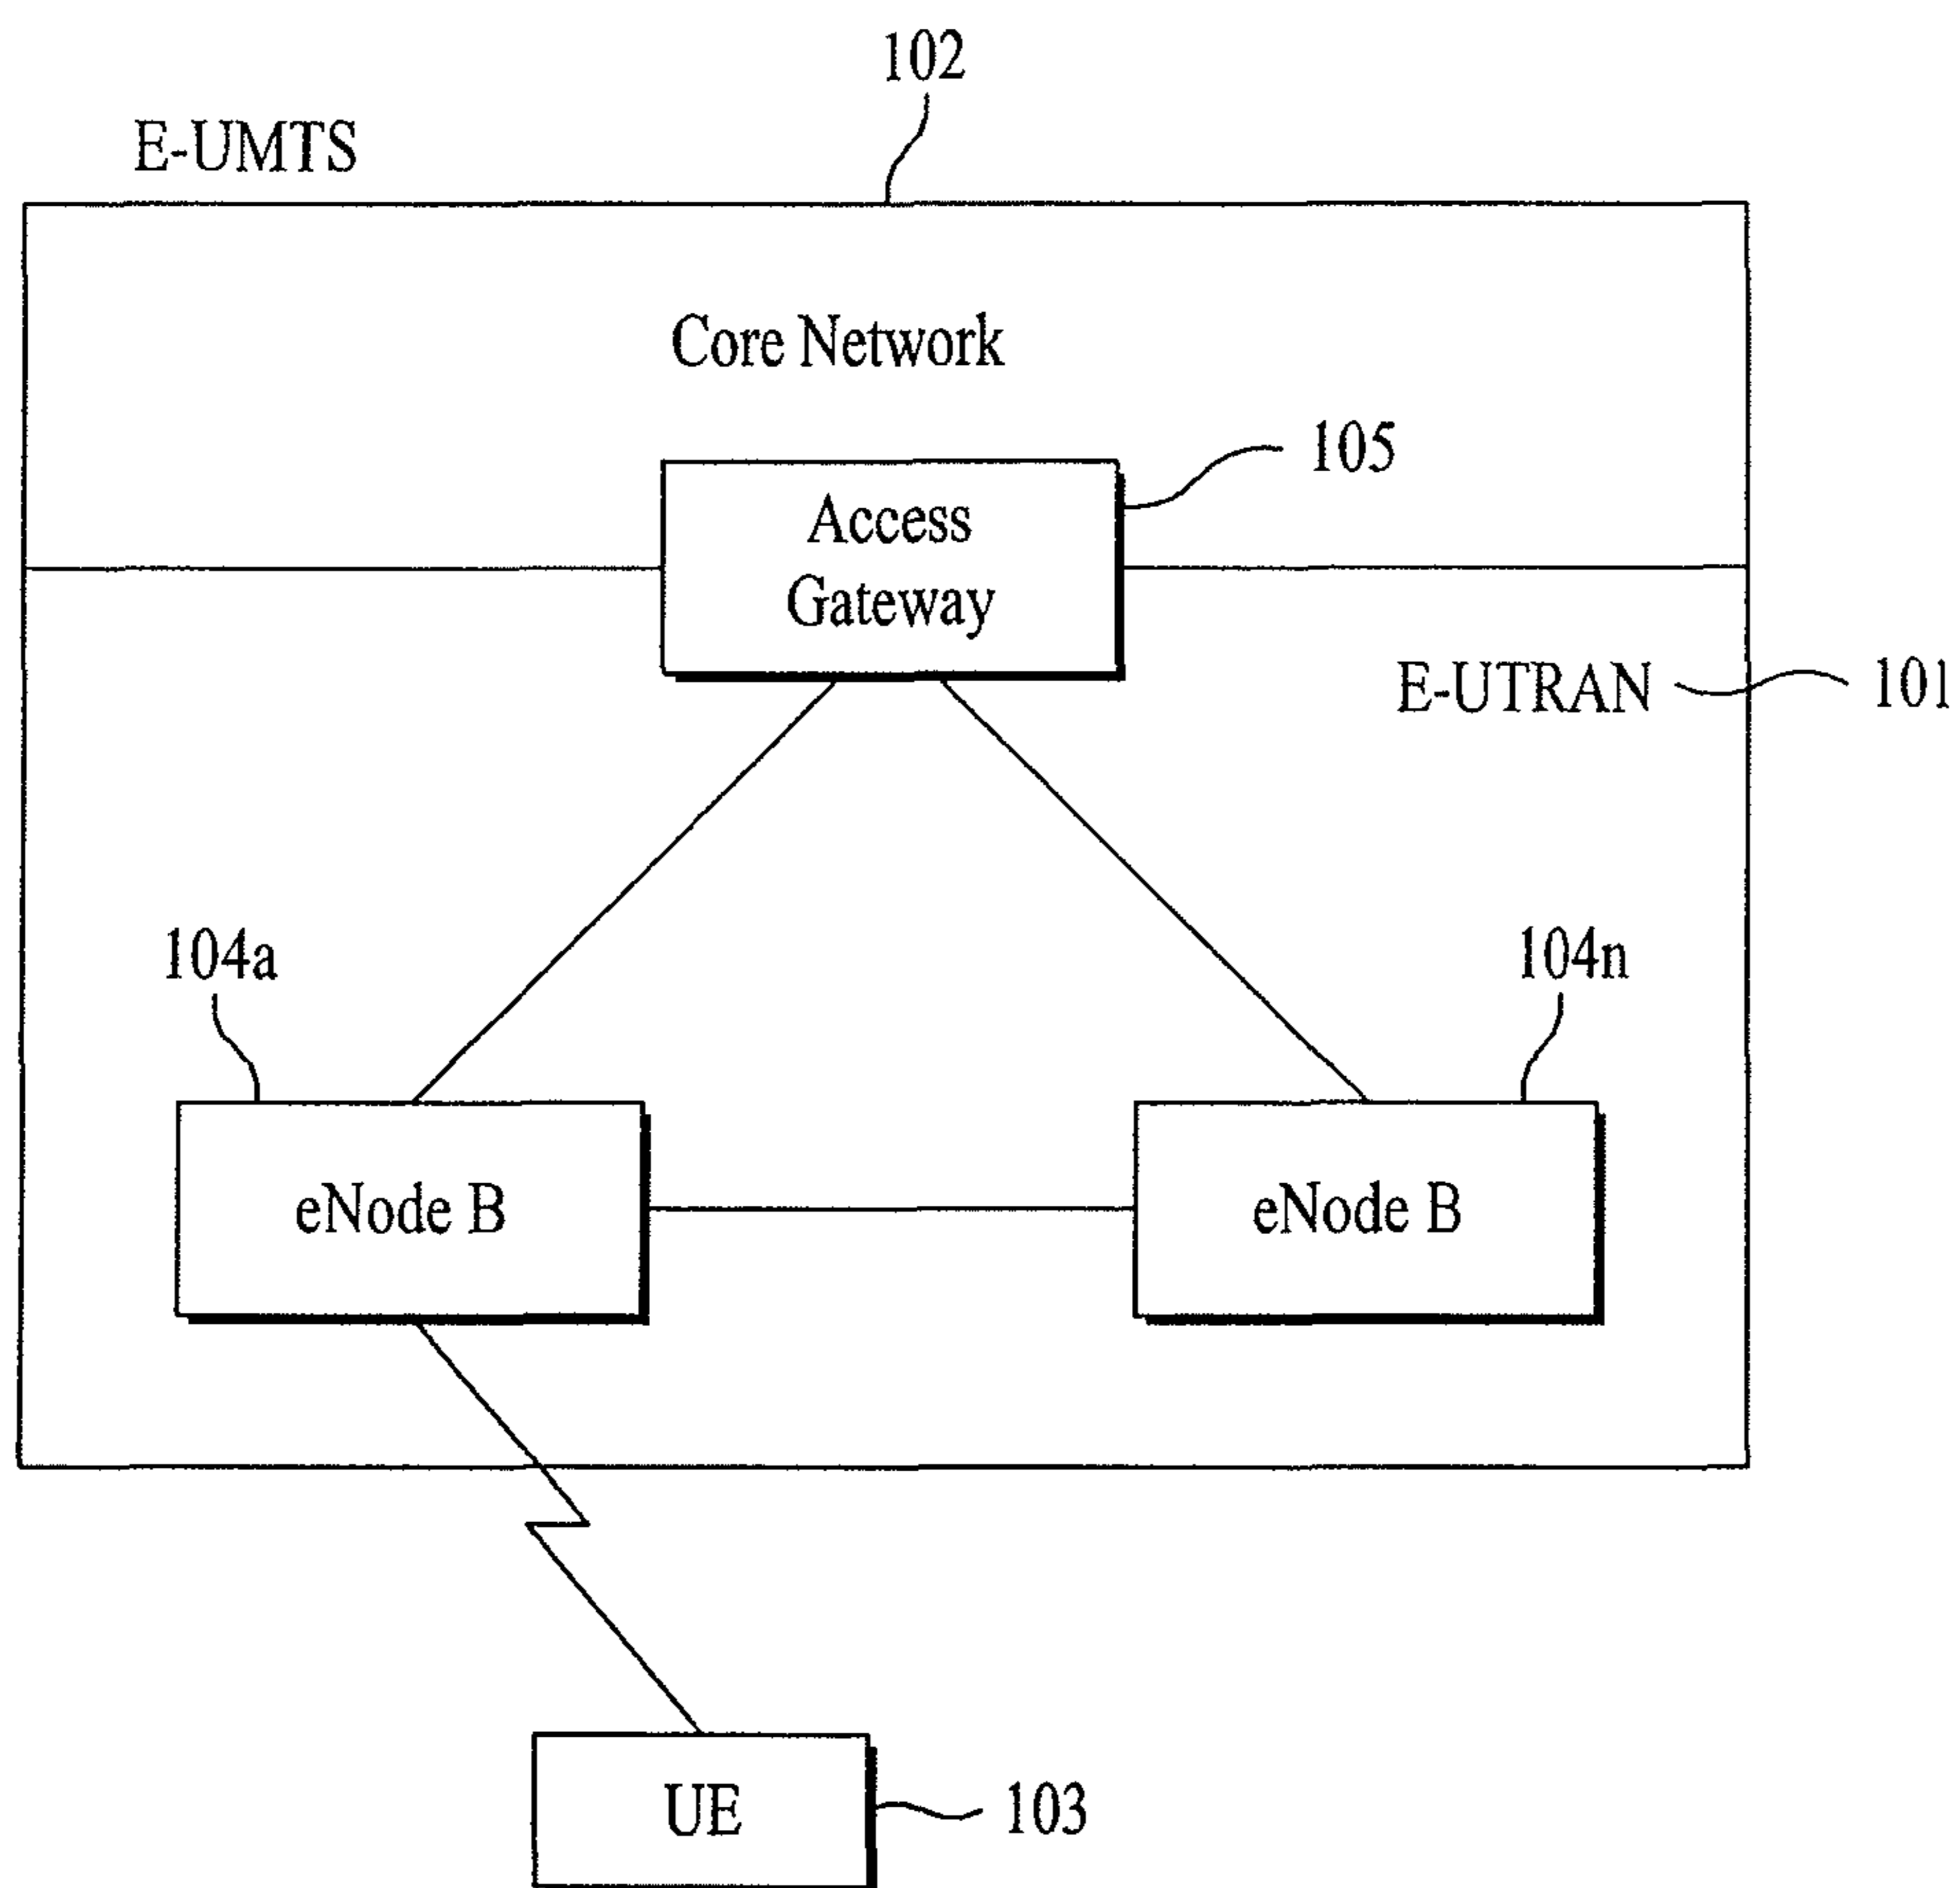 102
E-UMTS
Core Network
105
Access
Gateway
E-UTRAN
101
104a
104n
eNode B
eNode B
UE
103